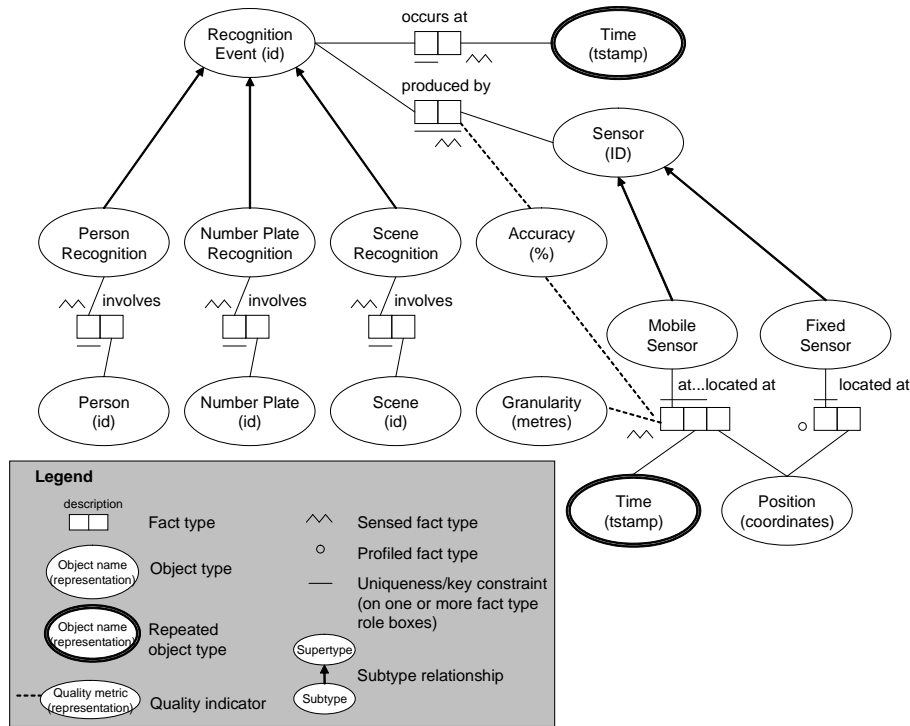 occurs at
Recognition
Event (id)
Time
(tstamp)
produced by
Sensor
(ID)
Person
Recognition
Number Plate
Recognition
Scene
Recognition
Accuracy
(%)
involves
involves
involves
Mobile
Sensor
Fixed
Sensor
at...located at
located at
Person
(id)
Number Plate
(id)
Scene
(id)
Granularity
(metres)
Time
(tstamp)
Position
(coordinates)
Legend
description
Fact type
Object name
(representation)
Object type
Object name
(representation)
Repeated
object type
Quality metric
(representation)
Quality indicator
Sensed fact type
Profiled fact type
Uniqueness/key constraint
(on one or more fact type
role boxes)
Supertype
Subtype relationship
Subtype